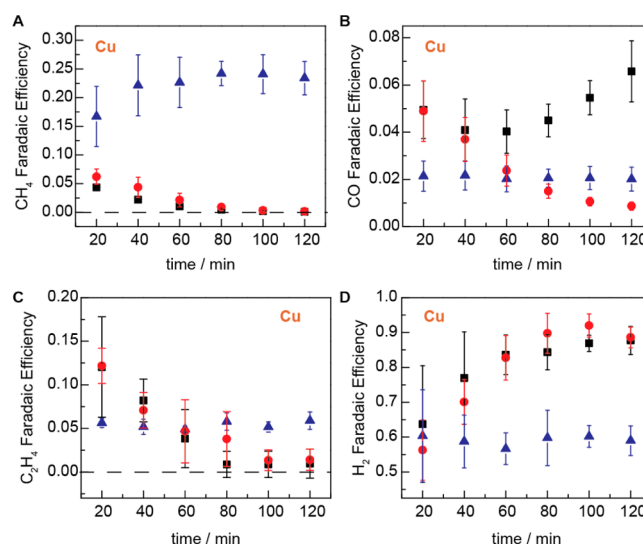 A
Cu
CH₄ Faradaic Efficiency
0.30
0.25
0.20
0.15
0.10
0.05
0.00
20 40 60 80 100 120
time / min
B
Cu
CO Faradaic Efficiency
0.08
0.06
0.04
0.02
0.00
20 40 60 80 100 120
time / min
C
Cu
C₂H₄ Faradaic Efficiency
0.20
0.15
0.10
0.05
0.00
20 40 60 80 100 120
time / min
D
Cu
H₂ Faradaic Efficiency
1.0
0.9
0.8
0.7
0.6
0.5
20 40 60 80 100 120
time / min